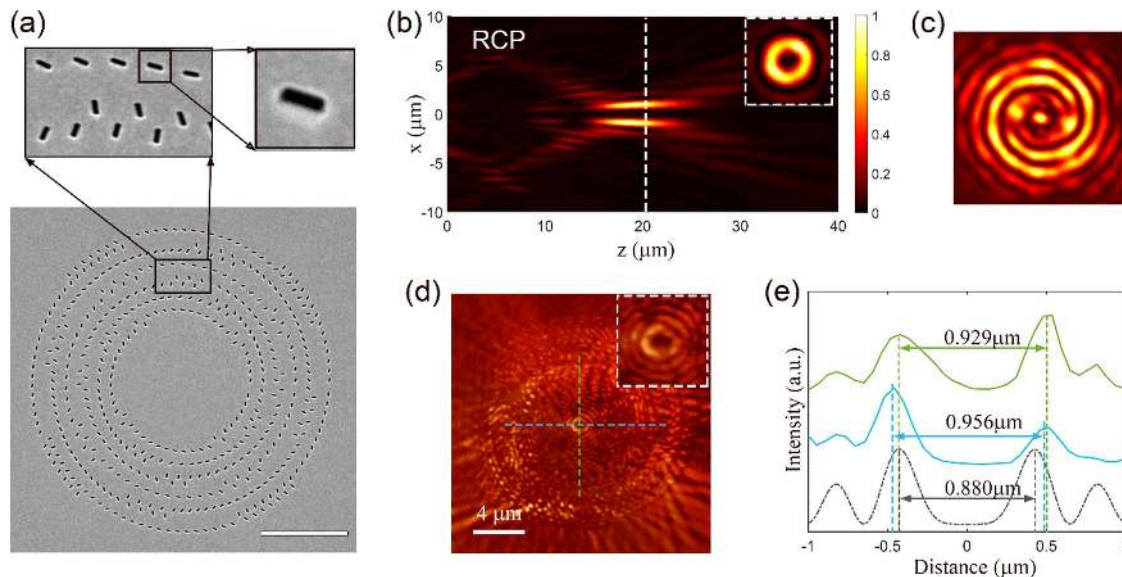 (a)
(b)
RCP
10
5
0
-5
-10
x (μm)
0
10
20
30
40
z (μm)
1
0.8
0.6
0.4
0.2
0
(c)
(d)
4 μm
(e)
0.929μm
0.956μm
0.880μm
Intensity (a.u.)
-1
-0.5
0
0.5
Distance (μm)